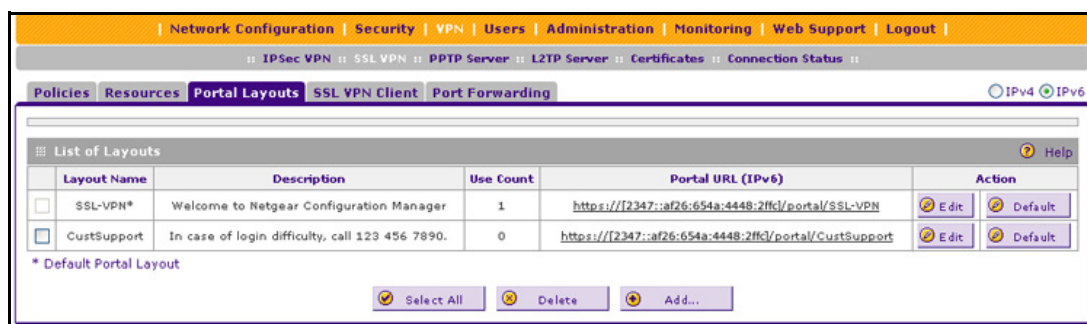 | Network Configuration | Security | VPN | Users | Administration | Monitoring | Web Support | Logout |
:: IPSec VPN :: SSL VPN :: PPTP Server :: L2TP Server :: Certificates :: Connection Status ::
Policies Resources Portal Layouts SSL VPN Client Port Forwarding IPv4 IPv6
List of Layouts Help
Layout Name Description Use Count Portal URL (IPv6) Action
SSL-VPN* Welcome to Netgear Configuration Manager 1 https://[2347::af26:654a:4448:2ffc]/portal/SSL-VPN Edit Default
CustSupport In case of login difficulty, call 123 456 7890. 0 https://[2347::af26:654a:4448:2ffc]/portal/CustSupport Edit Default
* Default Portal Layout
Select All Delete Add...